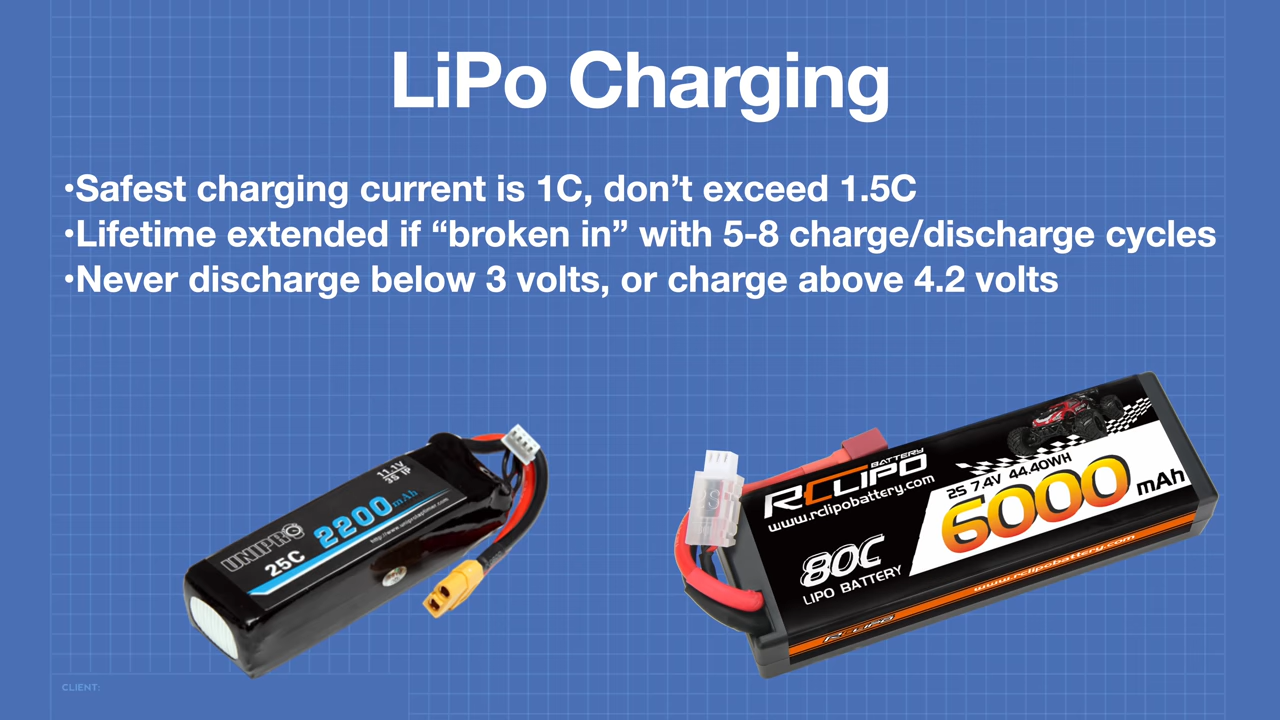 LiPo Charging
•Safest charging current is 1C, don’t exceed 1.5C
•Lifetime extended if “broken in” with 5-8 charge/discharge cycles
•Never discharge below 3 volts, or charge above 4.2 volts
11.1V
3S 1P
2200mAh
UNIPRO
25C
BATTERY
RCLIPO
www.rclipobattery.com
2S 7.4V 44.40WH
6000mAh
80C
LIPO BATTERY
www.rclipobattery.com
RCLIPO
CLIENT: